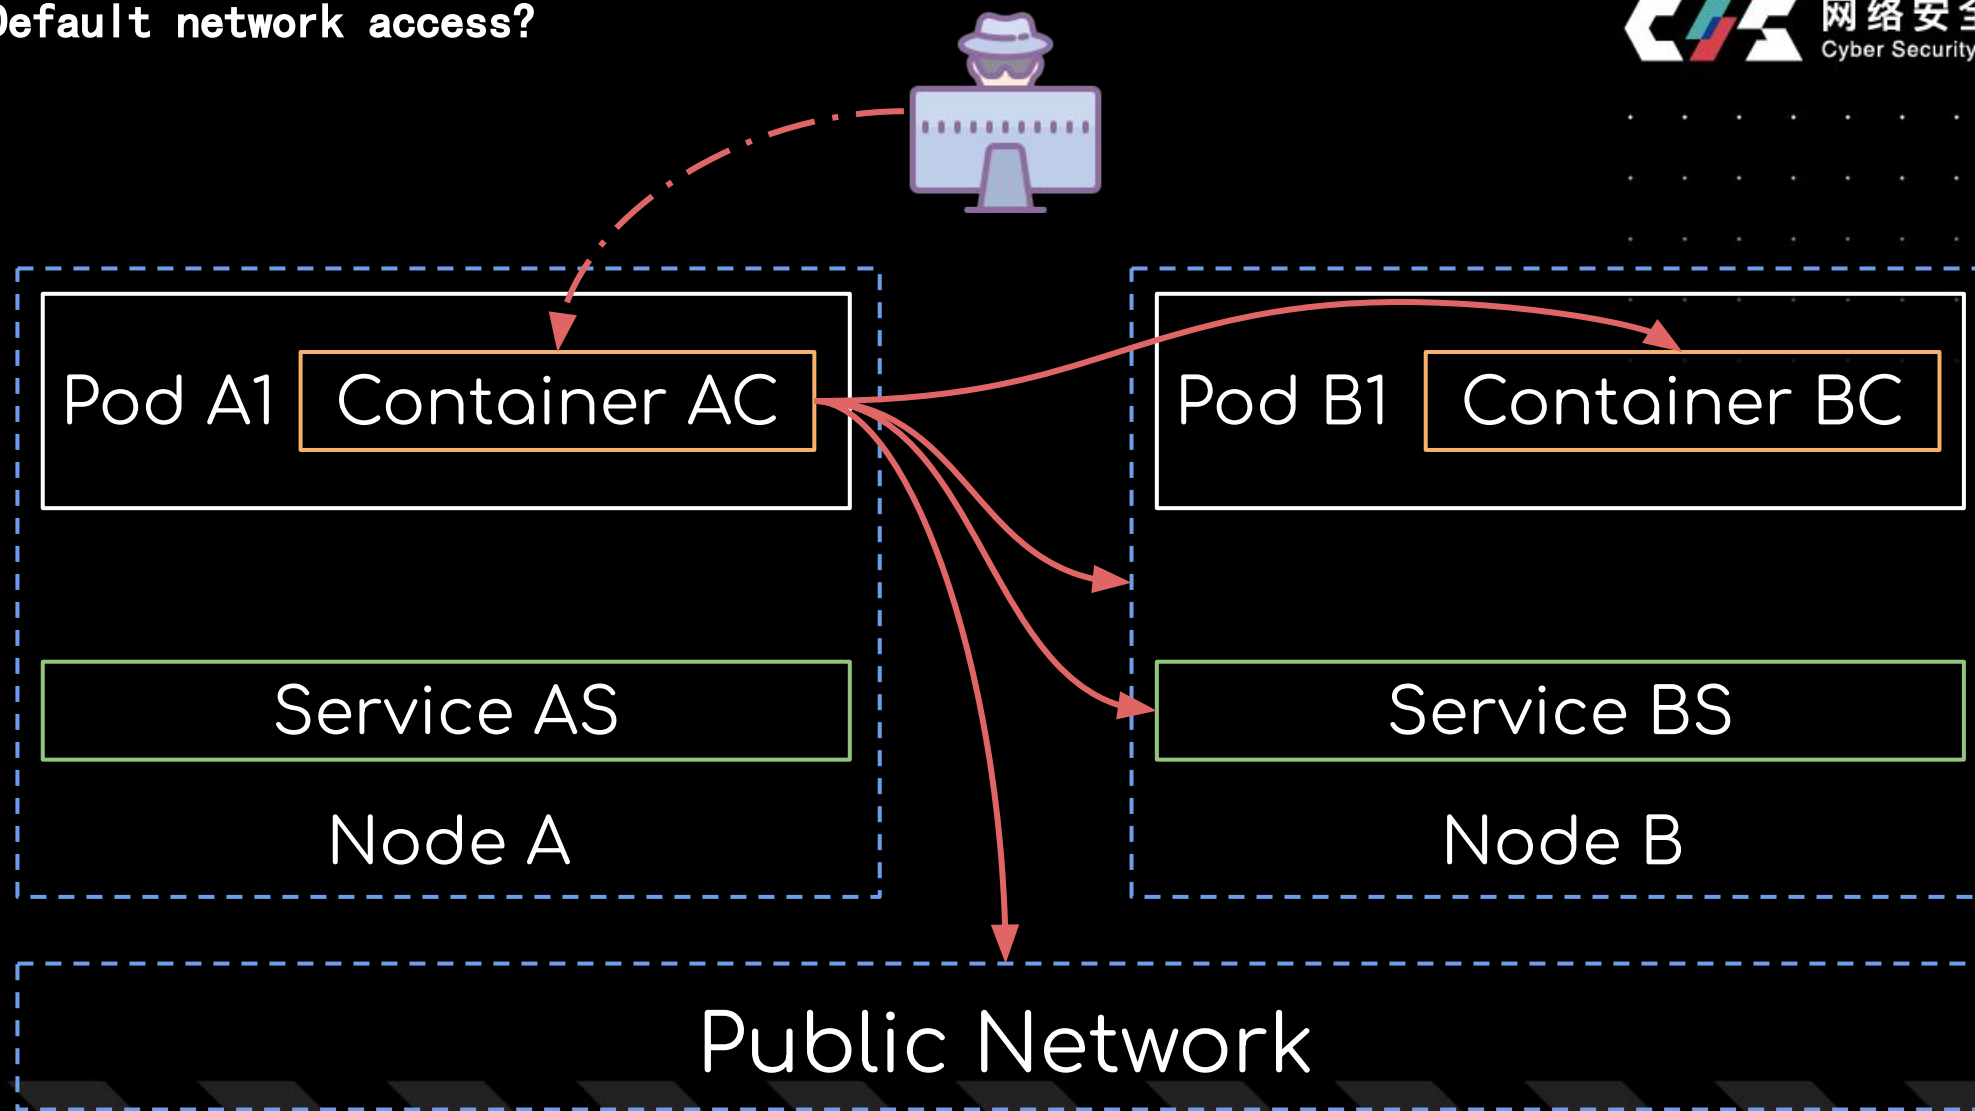 Default network access?
网络安全
Cyber Security
Pod A1
Container AC
Pod B1
Container BC
Service AS
Service BS
Node A
Node B
Public Network